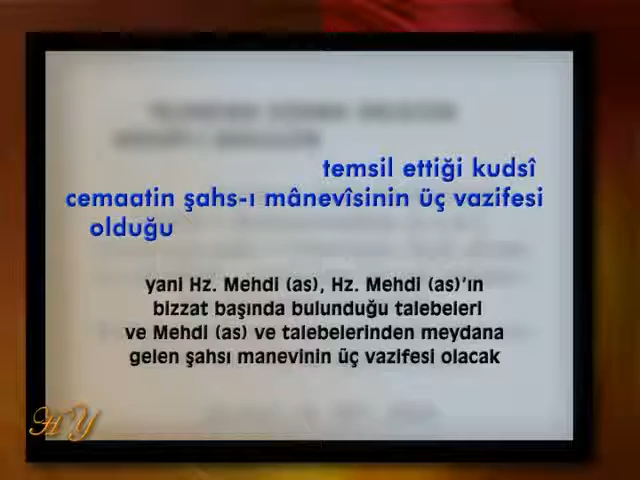 temsil ettiği kudsî
cemaatin şahs-ı mânevîsinin üç vazifesi
olduğu
yani Hz. Mehdi (as), Hz. Mehdi (as)'ın
bizzat başında bulunduğu talebeleri
ve Mehdi (as) ve talebelerinden meydana
gelen şahsı manevinin üç vazifesi olacak
HY